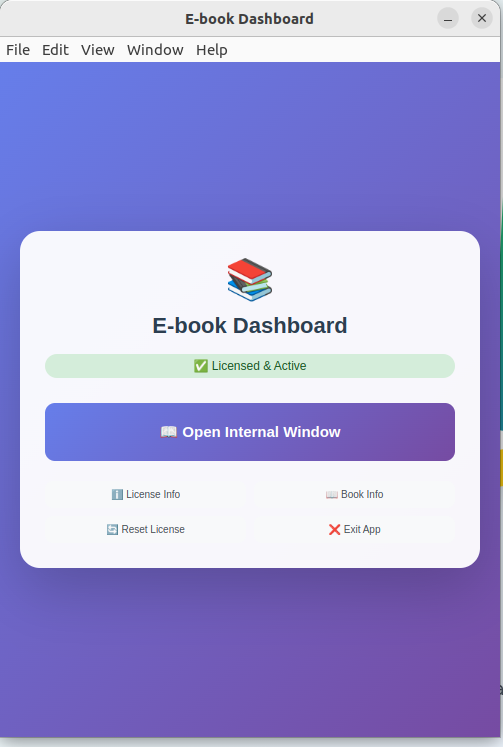 E-book Dashboard
File Edit View Window Help
E-book Dashboard
✅ Licensed & Active
📖 Open Internal Window
ℹ️ License Info 📖 Book Info
🔄 Reset License ❌ Exit App